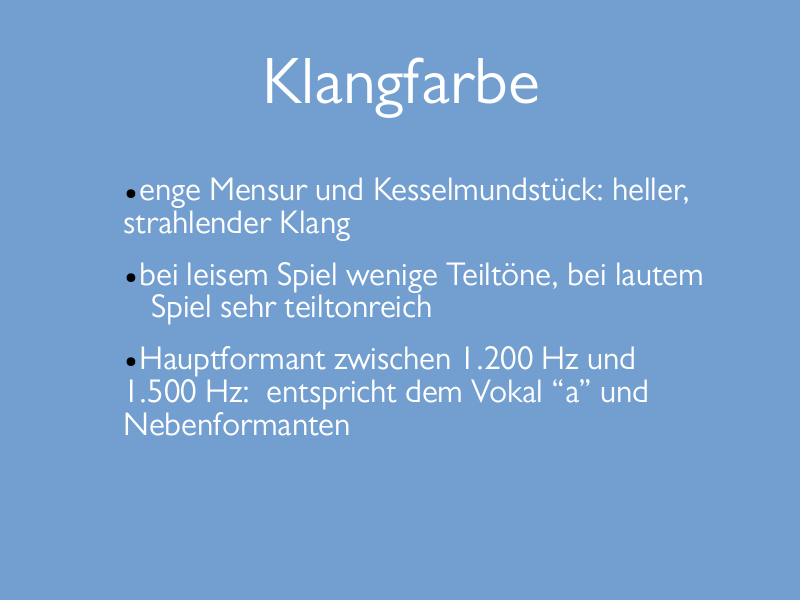 Klangfarbe
•enge Mensur und Kesselmundstück: heller,
strahlender Klang
•bei leisem Spiel wenige Teiltöne, bei lautem
Spiel sehr teiltonreich
•Hauptformant zwischen 1.200 Hz und
1.500 Hz:  entspricht dem Vokal “a” und
Nebenformanten